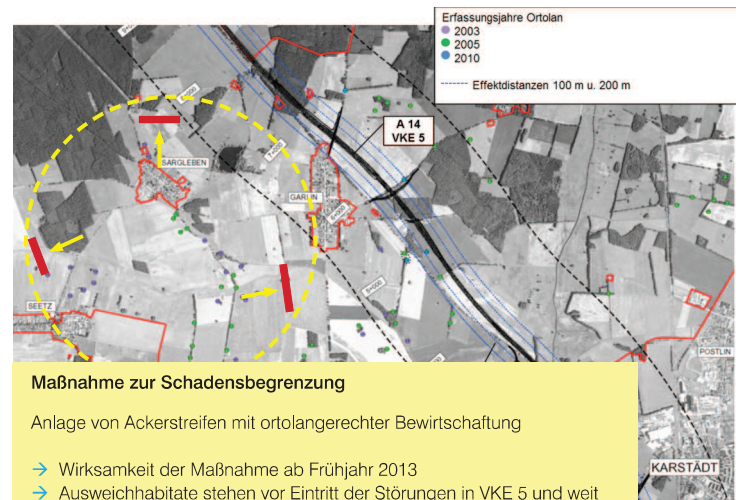 Erfassungsjahre Ortolan
2003
2005
2010
Effektdistanzen 100 m u. 200 m
A 14
VKE 5
SARGLEBEN
GARLIN
SEETZ
POSTLIN
KARSTÄDT
Maßnahme zur Schadensbegrenzung
Anlage von Ackerstreifen mit ortolangerechter Bewirtschaftung
→ Wirksamkeit der Maßnahme ab Frühjahr 2013
→ Ausweichhabitate stehen vor Eintritt der Störungen in VKE 5 und weit